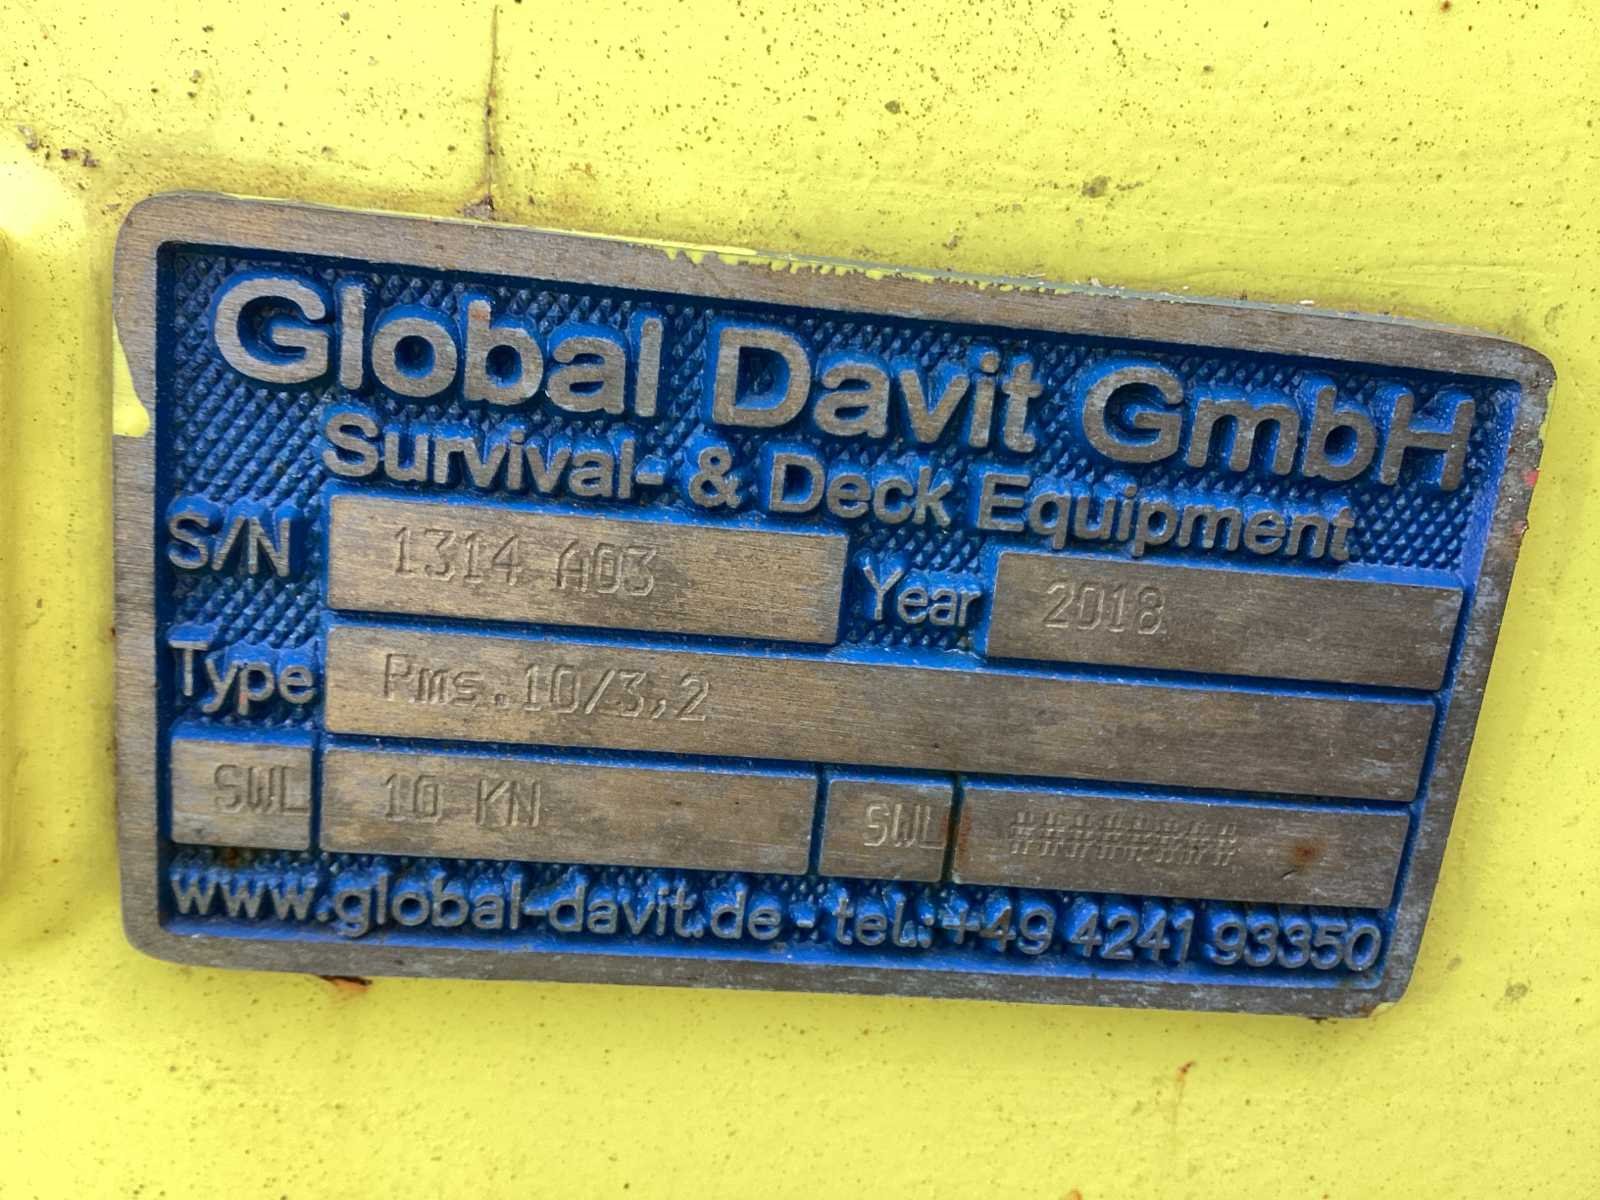 Global Davit GmbH
Survival- & Deck Equipment
S/N 1314 A03 Year 2018
Type Rms.10/3,2
SWL 10 KN SWL ########
www.global-davit.de - tel.:+49 4241 93350